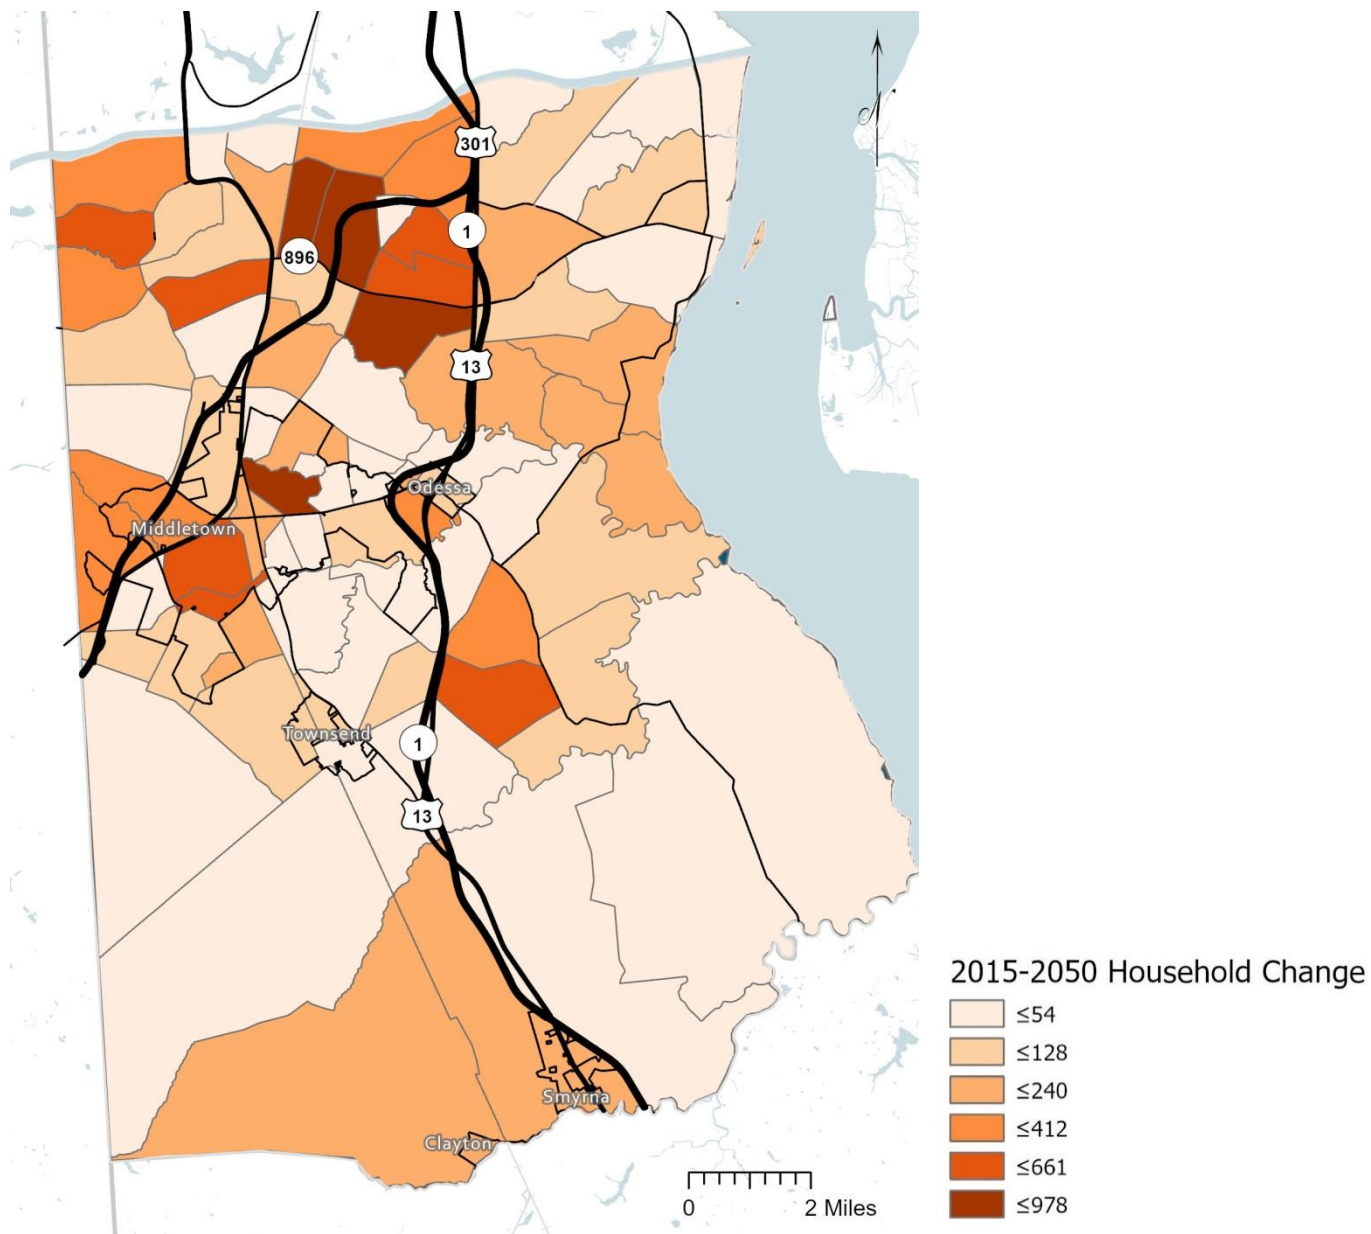 301
1
896
13
Odessa
Middletown
Townsend
1
13
Smyrna
Clayton
0 2 Miles
2015-2050 Household Change
≤54
≤128
≤240
≤412
≤661
≤978